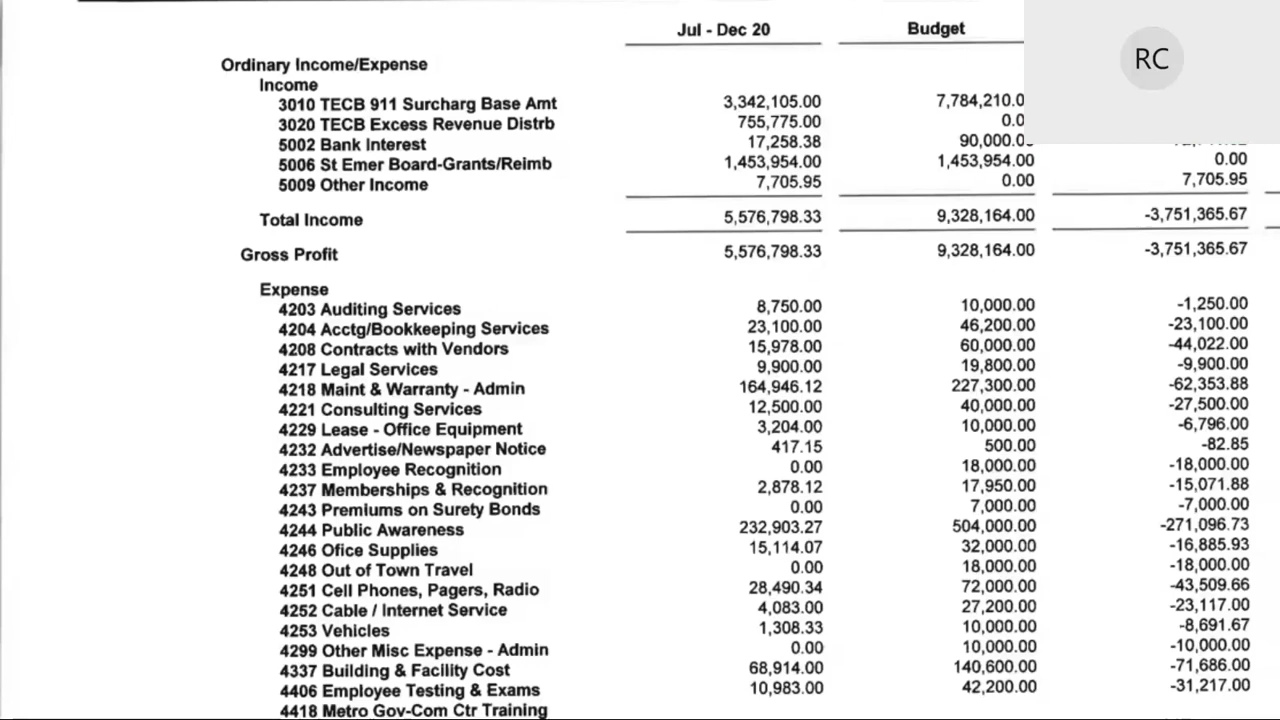 Jul - Dec 20 Budget
RC
Ordinary Income/Expense
Income
3010 TECB 911 Surcharg Base Amt 3,342,105.00 7,784,210.0
3020 TECB Excess Revenue Distrb 755,775.00 0.0
5002 Bank Interest 17,258.38 90,000.0
5006 St Emer Board-Grants/Reimb 1,453,954.00 1,453,954.00 0.00
5009 Other Income 7,705.95 0.00 7,705.95
Total Income 5,576,798.33 9,328,164.00 -3,751,365.67
Gross Profit 5,576,798.33 9,328,164.00 -3,751,365.67
Expense
4203 Auditing Services 8,750.00 10,000.00 -1,250.00
4204 Acctg/Bookkeeping Services 23,100.00 46,200.00 -23,100.00
4208 Contracts with Vendors 15,978.00 60,000.00 -44,022.00
4217 Legal Services 9,900.00 19,800.00 -9,900.00
4218 Maint & Warranty - Admin 164,946.12 227,300.00 -62,353.88
4221 Consulting Services 12,500.00 40,000.00 -27,500.00
4229 Lease - Office Equipment 3,204.00 10,000.00 -6,796.00
4232 Advertise/Newspaper Notice 417.15 500.00 -82.85
4233 Employee Recognition 0.00 18,000.00 -18,000.00
4237 Memberships & Recognition 2,878.12 17,950.00 -15,071.88
4243 Premiums on Surety Bonds 0.00 7,000.00 -7,000.00
4244 Public Awareness 232,903.27 504,000.00 -271,096.73
4246 Ofice Supplies 15,114.07 32,000.00 -16,885.93
4248 Out of Town Travel 0.00 18,000.00 -18,000.00
4251 Cell Phones, Pagers, Radio 28,490.34 72,000.00 -43,509.66
4252 Cable / Internet Service 4,083.00 27,200.00 -23,117.00
4253 Vehicles 1,308.33 10,000.00 -8,691.67
4299 Other Misc Expense - Admin 0.00 10,000.00 -10,000.00
4337 Building & Facility Cost 68,914.00 140,600.00 -71,686.00
4406 Employee Testing & Exams 10,983.00 42,200.00 -31,217.00
4418 Metro Gov-Com Ctr Training